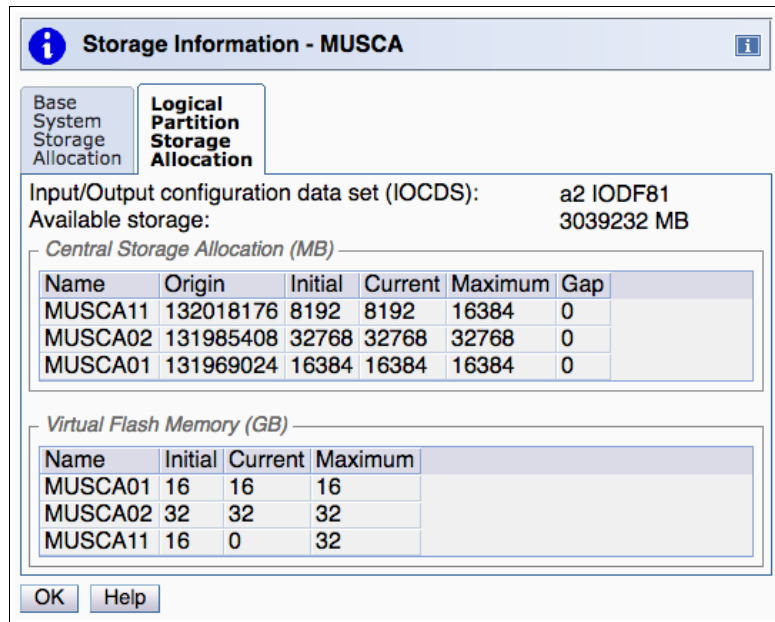 Storage Information - MUSCA
Base
System
Storage
Allocation
Logical
Partition
Storage
Allocation
Input/Output configuration data set (IOCDS): a2 IODF81
Available storage: 3039232 MB
Central Storage Allocation (MB)
Name Origin Initial Current Maximum Gap
MUSCA11 132018176 8192 8192 16384 0
MUSCA02 131985408 32768 32768 32768 0
MUSCA01 131969024 16384 16384 16384 0
Virtual Flash Memory (GB)
Name Initial Current Maximum
MUSCA01 16 16 16
MUSCA02 32 32 32
MUSCA11 16 0 32
OK Help